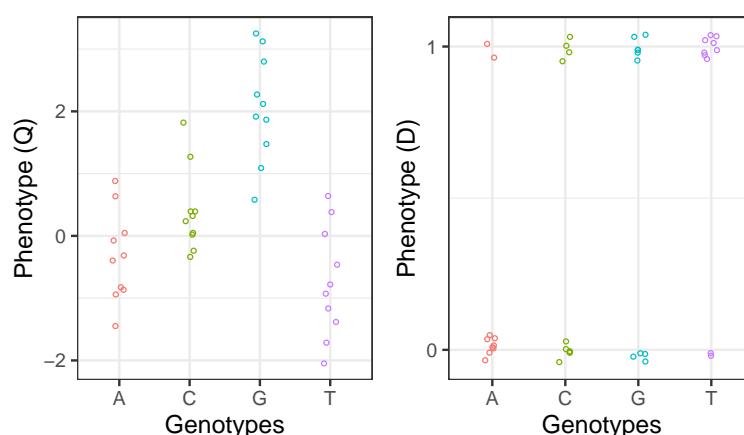 Phenotype (Q)
2
0
−2
A C G T
Genotypes
Phenotype (D)
1
0
A C G T
Genotypes